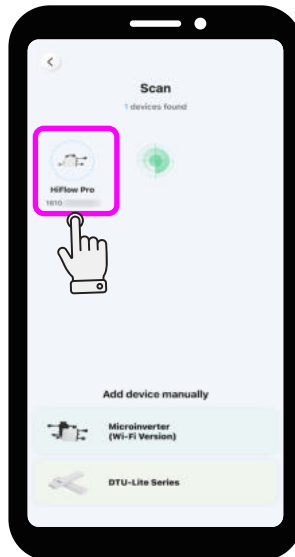 Scan
1 devices found
HiFlow Pro
1610
Add device manually
Microinverter
(Wi-Fi Version)
DTU-Lite Series